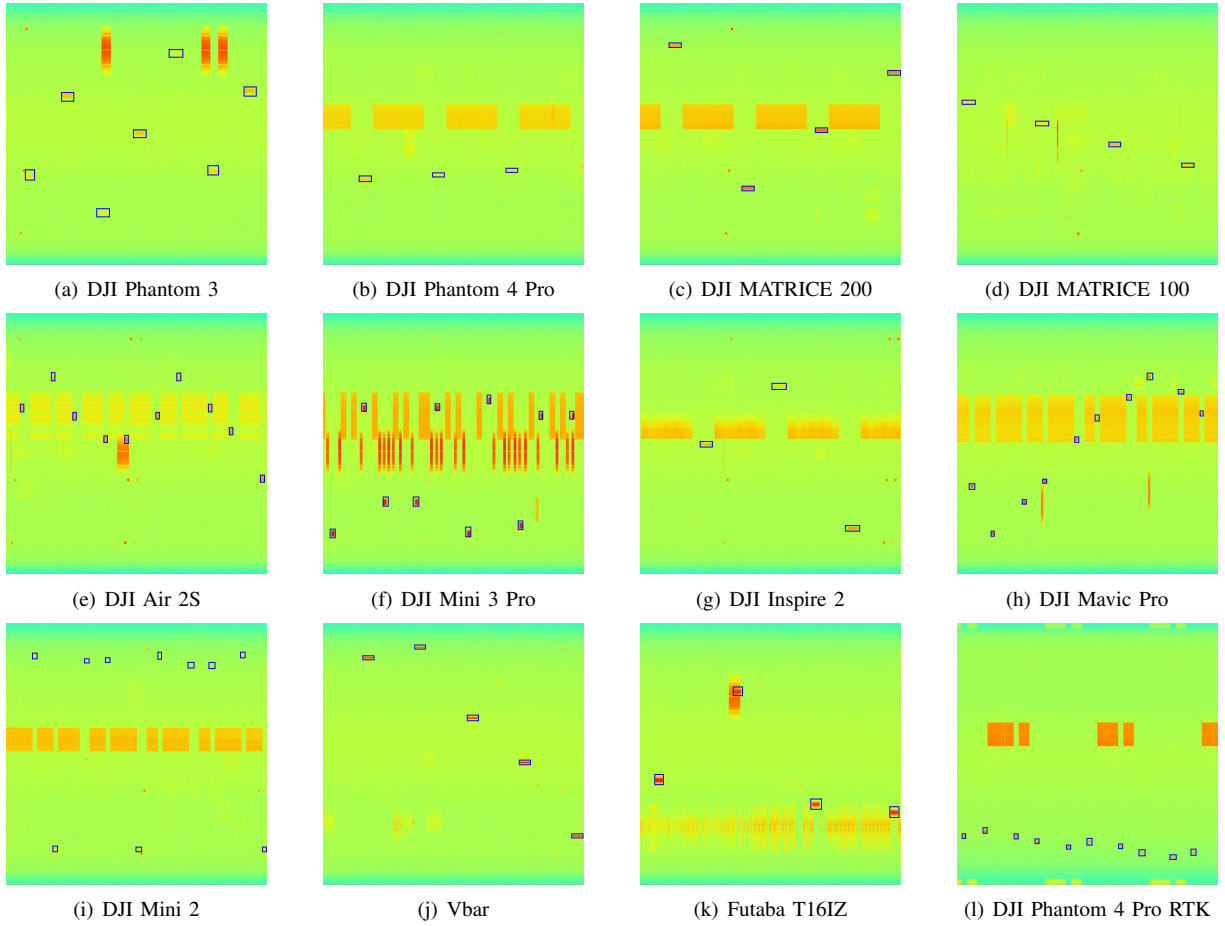 (a) DJI Phantom 3
(b) DJI Phantom 4 Pro
(c) DJI MATRICE 200
(d) DJI MATRICE 100
(e) DJI Air 2S
(f) DJI Mini 3 Pro
(g) DJI Inspire 2
(h) DJI Mavic Pro
(i) DJI Mini 2
(j) Vbar
(k) Futaba T16IZ
(l) DJI Phantom 4 Pro RTK